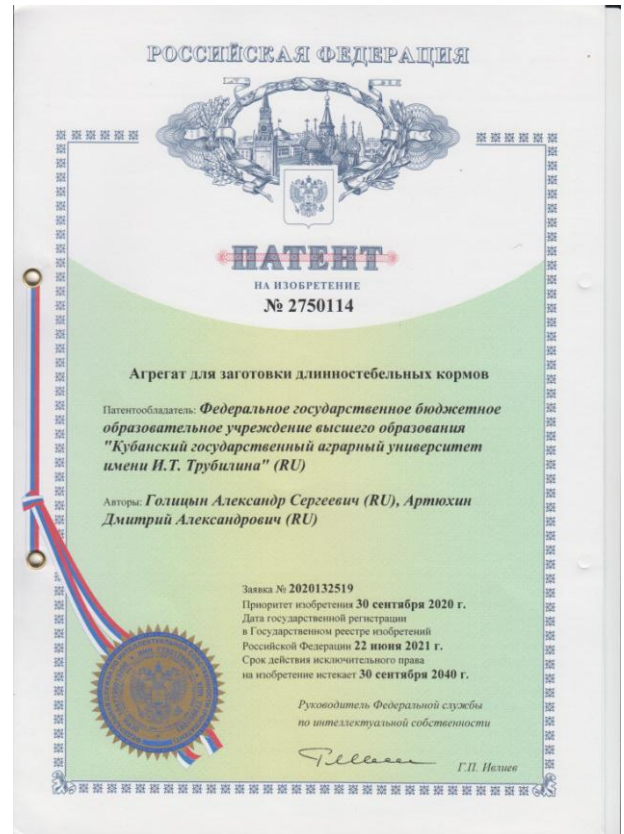 РОССИЙСКАЯ ФЕДЕРАЦИЯ
ПАТЕНТ
НА ИЗОБРЕТЕНИЕ
№ 2750114
Агрегат для заготовки длинностебельных кормов
Патентообладатель: Федеральное государственное бюджетное
образовательное учреждение высшего образования
"Кубанский государственный аграрный университет
имени И.Т. Трубилина" (RU)
Авторы: Голицын Александр Сергеевич (RU), Артюхин
Дмитрий Александрович (RU)
Заявка № 2020132519
Приоритет изобретения 30 сентября 2020 г.
Дата государственной регистрации
в Государственном реестре изобретений
Российской Федерации 22 июня 2021 г.
Срок действия исключительного права
на изобретение истекает 30 сентября 2040 г.
Руководитель Федеральной службы
по интеллектуальной собственности
Г.П. Ивлиев